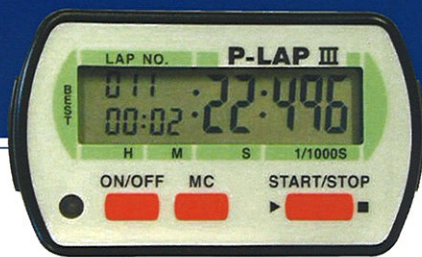 LAP NO. P-LAP III
BEST
011
00:02 ·22·496
H M S 1/1000S
ON/OFF MC START/STOP